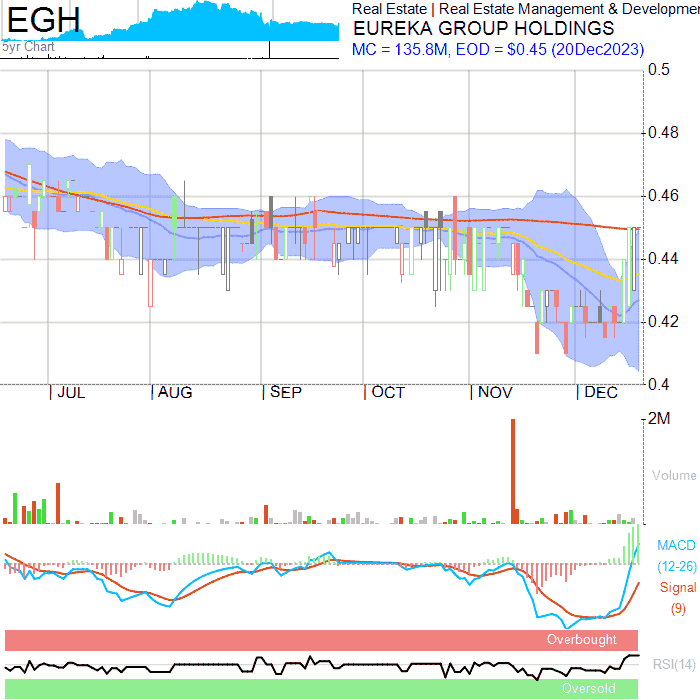 EGH
5yr Chart
Real Estate | Real Estate Management & Developmen
EUREKA GROUP HOLDINGS
MC = 135.8M, EOD = $0.45 (20Dec2023)
0.5
0.48
0.46
0.44
0.42
0.4
JUL AUG SEP OCT NOV DEC
2M
Volume
MACD
(12-26)
Signal
(9)
Overbought
RSI(14)
Oversold